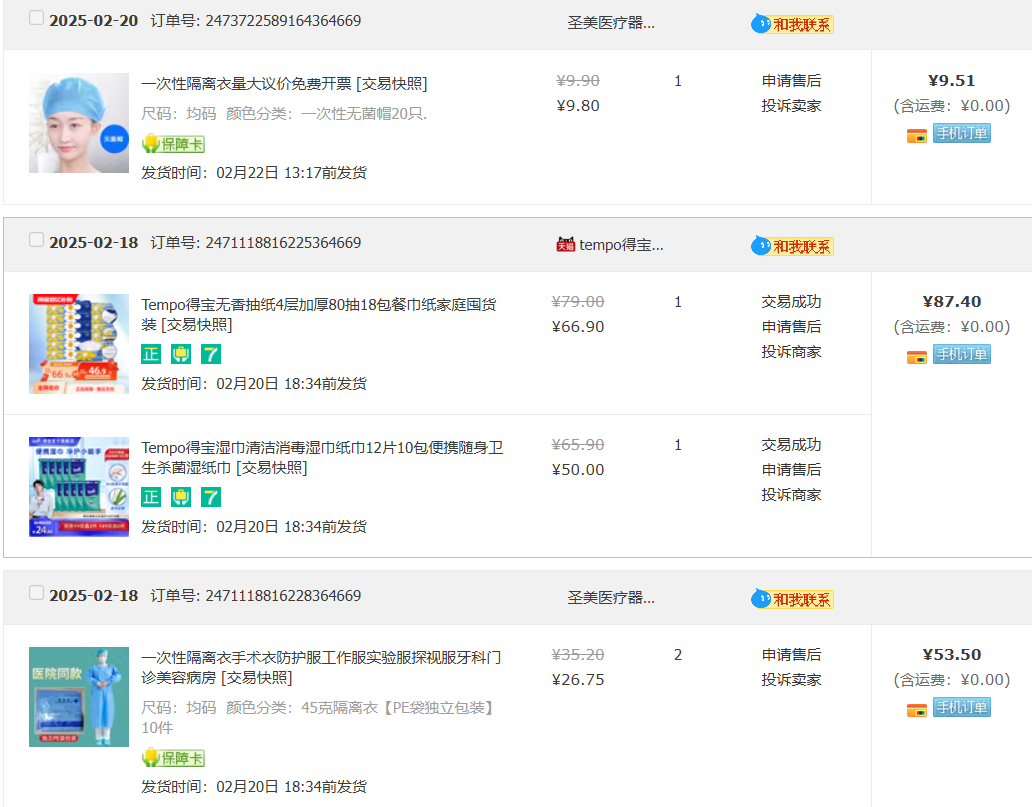 2025-02-20 订单号: 2473722589164364669 圣美医疗器... 和我联系
一次性隔离衣量大议价免费开票 [交易快照] ¥9.90 1 申请售后 ¥9.51
¥9.80 投诉卖家 (含运费：¥0.00)
尺码：均码 颜色分类：一次性无菌帽20只.
手机订单
灭菌帽
保障卡
发货时间：02月22日 13:17前发货
2025-02-18 订单号: 2471118816225364669 天猫 tempo得宝... 和我联系
Tempo得宝无香抽纸4层加厚80抽18包餐巾纸家庭囤货 ¥79.00 1 交易成功 ¥87.40
装 [交易快照] ¥66.90 申请售后 (含运费：¥0.00)
正 7 投诉商家 手机订单
66.9 46.9
发货时间：02月20日 18:34前发货
Tempo得宝湿巾清洁消毒湿巾纸巾12片10包便携随身卫 ¥65.90 1 交易成功
生杀菌湿纸巾 [交易快照] ¥50.00 申请售后
便携湿巾 净护小能手
正 7 投诉商家
24
发货时间：02月20日 18:34前发货
2025-02-18 订单号: 2471118816228364669 圣美医疗器... 和我联系
一次性隔离衣手术衣防护服工作服实验服探视服牙科门 ¥35.20 2 申请售后 ¥53.50
诊美容病房 [交易快照] ¥26.75 投诉卖家 (含运费：¥0.00)
医院同款
尺码：均码 颜色分类：45克隔离衣【PE袋独立包装】 手机订单
10件
保障卡
发货时间：02月20日 18:34前发货